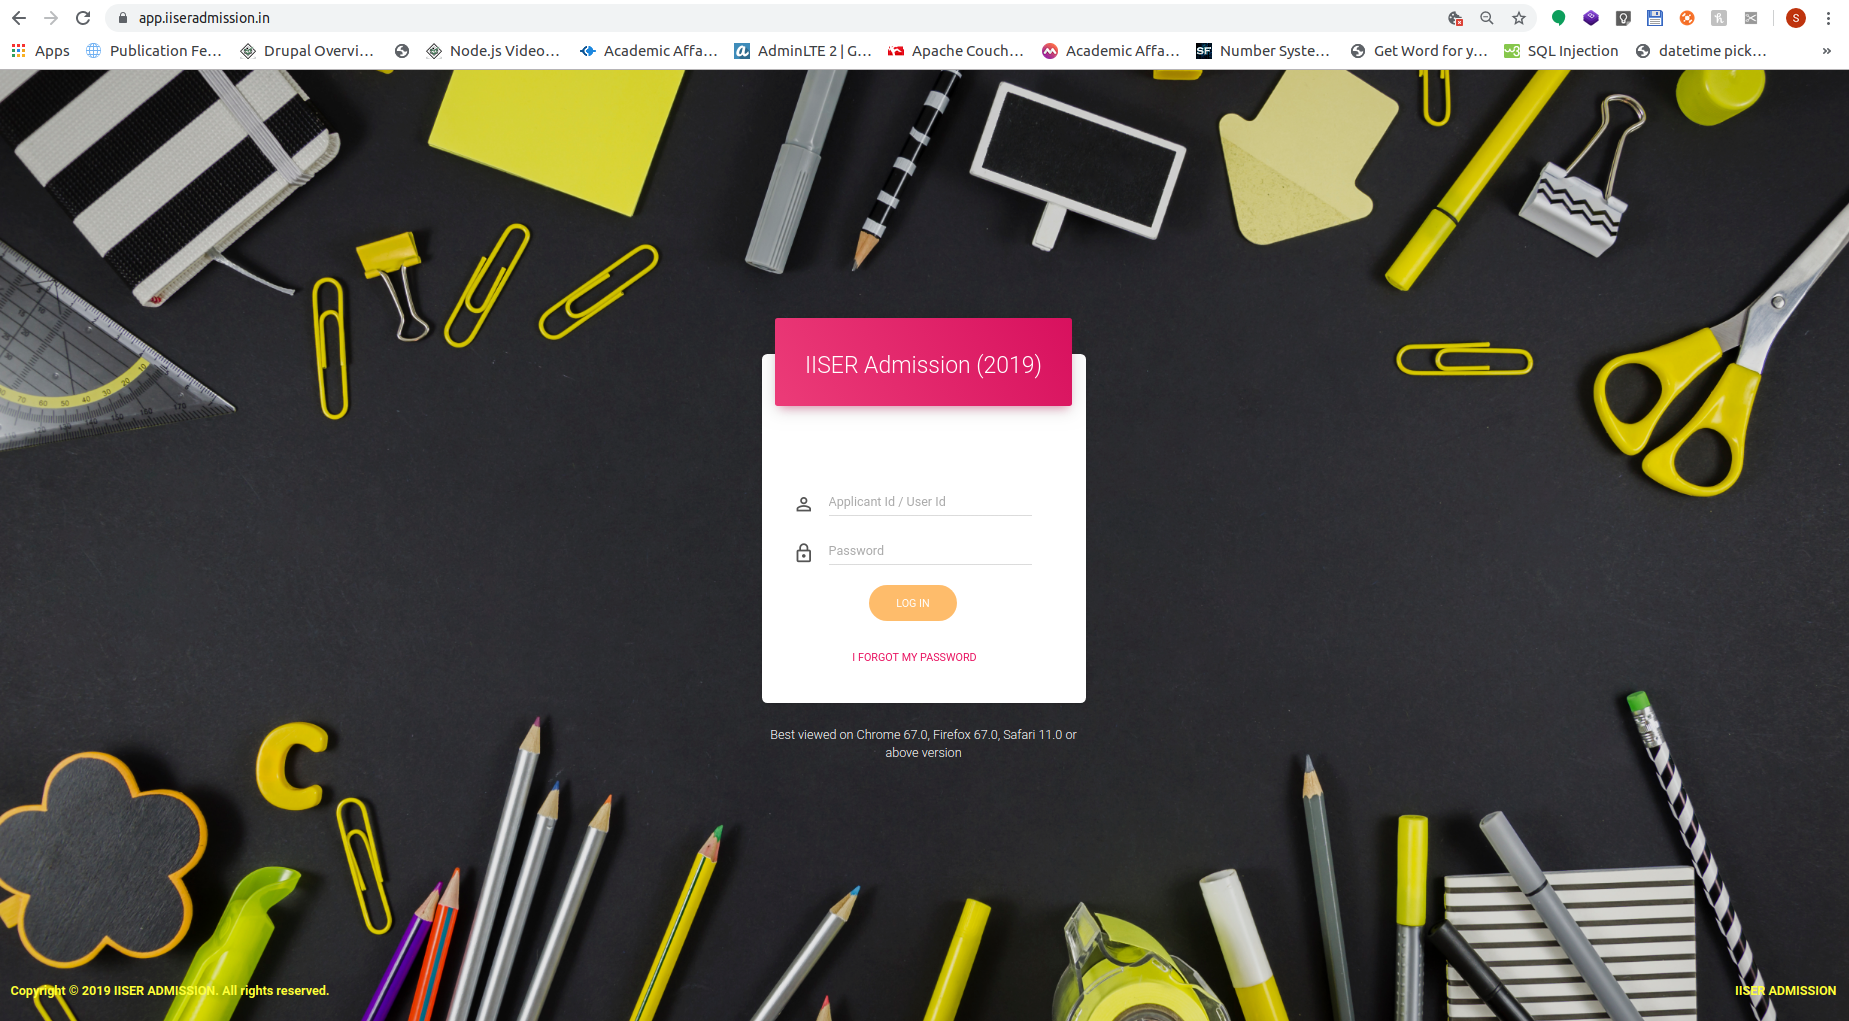 app.iiseradmission.in
Apps
Publication Fe...
Drupal Overvi...
Node.js Video...
Academic Affa...
AdminLTE 2 | G...
Apache Couch...
Academic Affa...
SF
Number Syste...
Get Word for y...
w3
SQL Injection
datetime pick...
»
S
IISER Admission (2019)
Applicant Id / User Id
Password
LOG IN
I FORGOT MY PASSWORD
Best viewed on Chrome 67.0, Firefox 67.0, Safari 11.0 or
above version
C
Copyright © 2019 IISER ADMISSION. All rights reserved.
IISER ADMISSION